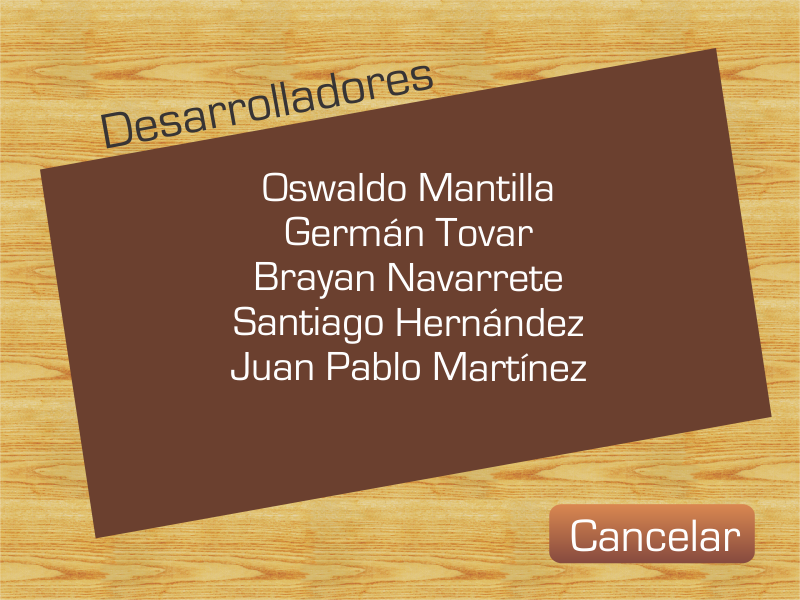 Desarrolladores
Oswaldo Mantilla
Germán Tovar
Brayan Navarrete
Santiago Hernández
Juan Pablo Martínez
Cancelar